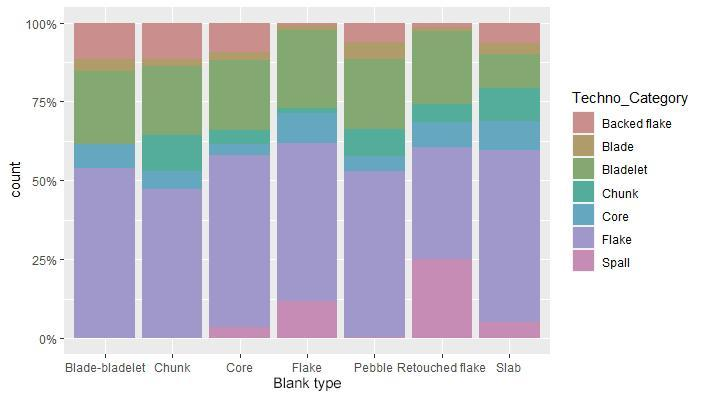 100%
75%
50%
25%
0%
count
Blade-bladelet Chunk Core Flake Pebble Retouched flake Slab
Blank type
Techno_Category
Backed flake
Blade
Bladelet
Chunk
Core
Flake
Spall